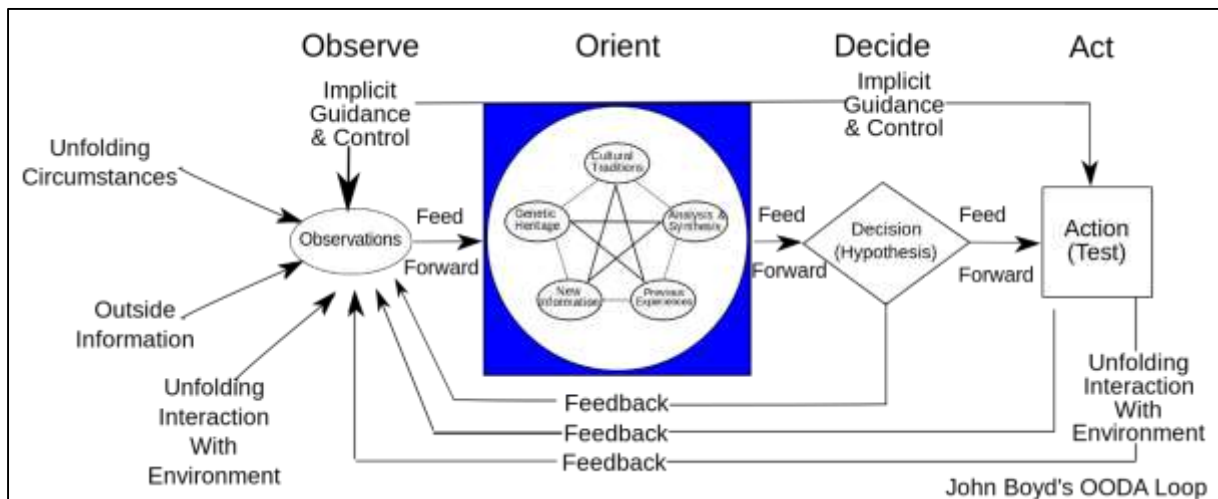 Observe
Orient
Decide
Act
Implicit
Guidance
& Control
Implicit
Guidance
& Control
Unfolding
Circumstances
Observations
Outside
Information
Unfolding
Interaction
With
Environment
Feed
Forward
Cultural
Traditions
Genetic
Heritage
Analysis &
Synthesis
New
Information
Previous
Experiences
Feed
Forward
Decision
(Hypothesis)
Feed
Forward
Action
(Test)
Unfolding
Interaction
With
Environment
Feedback
Feedback
Feedback
John Boyd's OODA Loop